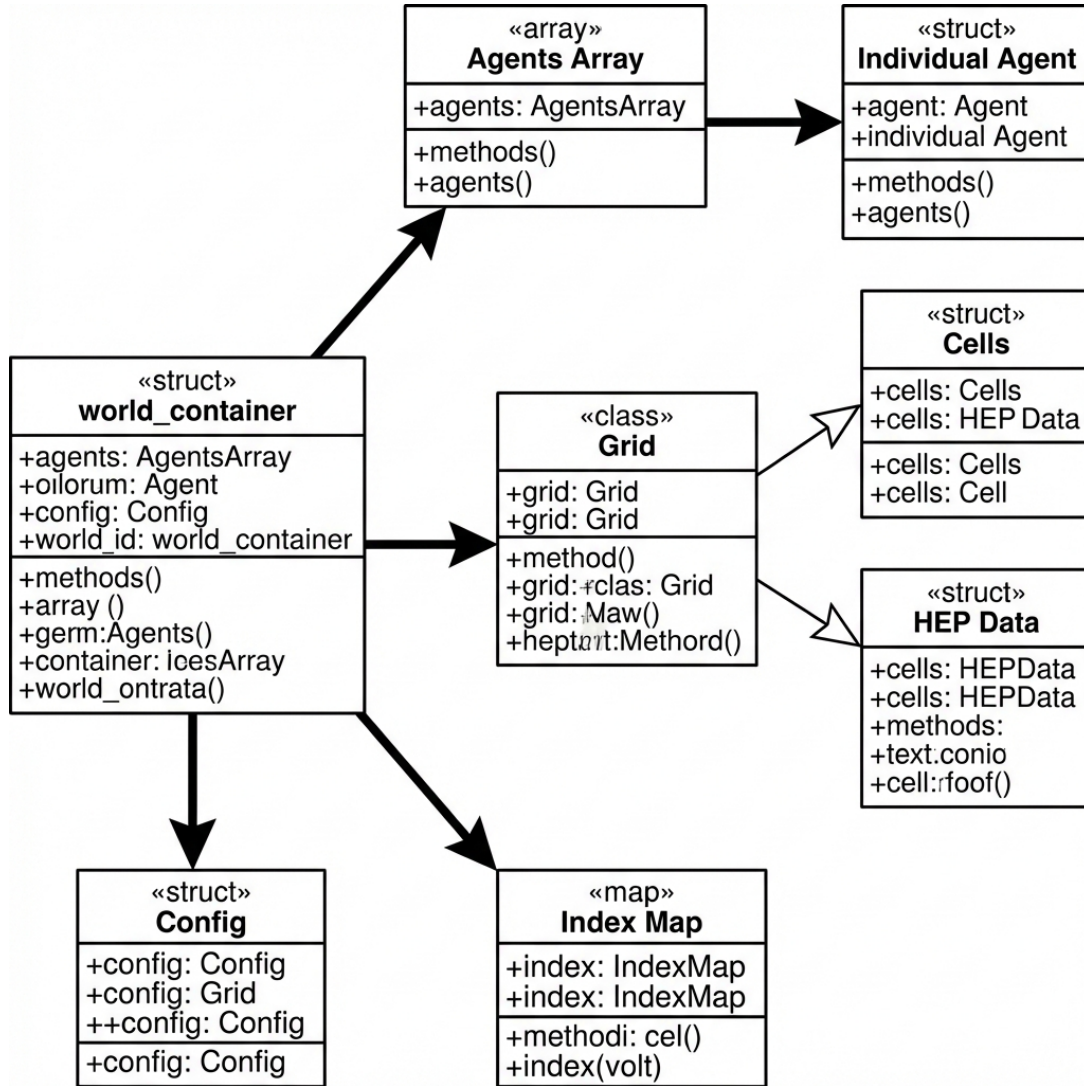 «array»
Agents Array
+agents: AgentsArray
+methods()
+agents()
«struct»
Individual Agent
+agent: Agent
+individual Agent
+methods()
+agents()
«struct»
world_container
+agents: AgentsArray
+oilorum: Agent
+config: Config
+world_id: world_container
+methods()
+array ()
+germ:Agents()
+container: IoesArray
+world_ontrata()
«class»
Grid
+grid: Grid
+grid: Grid
+method()
+grid: Grid
+grid: Maw()
«struct»
Cells
+cells: Cells
+cells: HEP Data
+cells: Cells
+cells: Cell
«struct»
HEP Data
+cells: HEPData
+cells: HEPData
+methods:
+text:conio
«struct»
Config
+config: Config
+config: Grid
++config: Config
+config: Config
«map»
Index Map
+index: IndexMap
+index: IndexMap
+methodi: cel()
+index(volt)